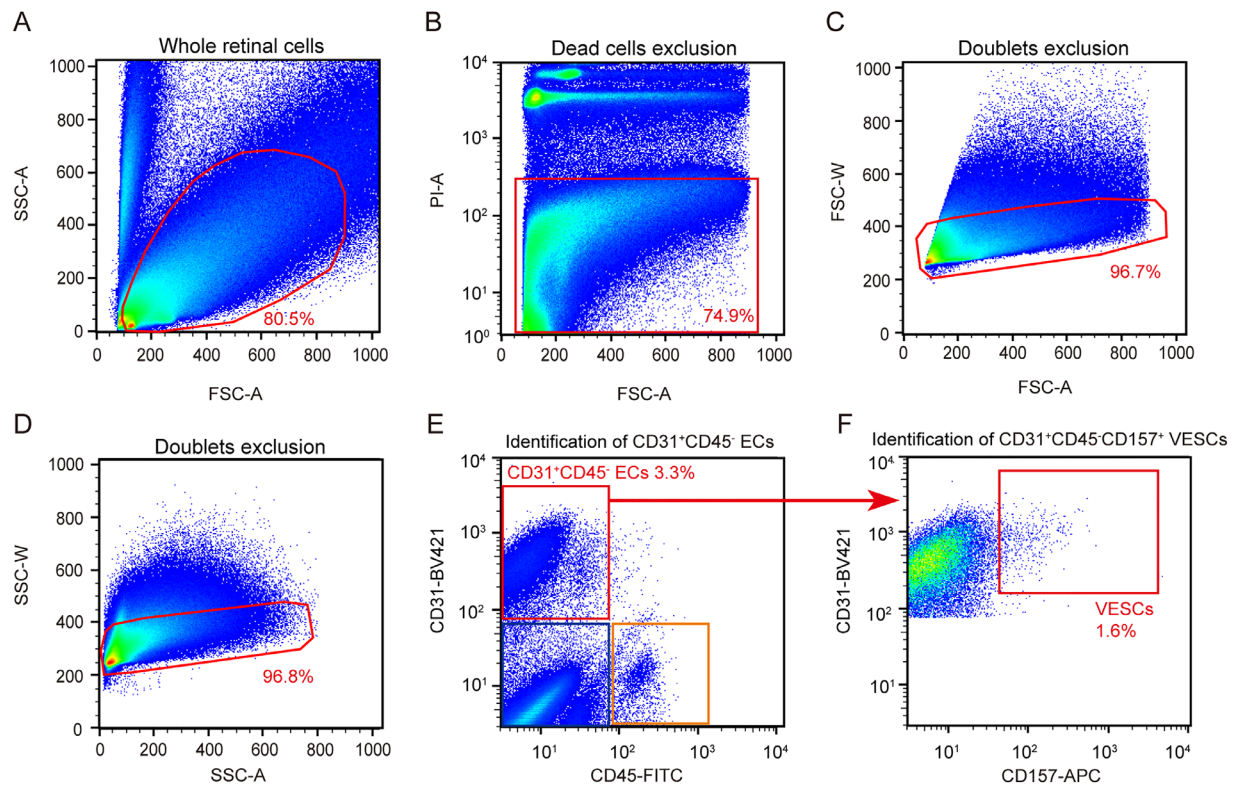 A
Whole retinal cells
1000
800
600
400
200
0
SSC-A
80.5%
0 200 400 600 800 1000
FSC-A
B
Dead cells exclusion
10⁴
10³
10²
10¹
10⁰
PI-A
74.9%
0 200 400 600 800 1000
FSC-A
C
Doublets exclusion
1000
800
600
400
200
0
FSC-W
96.7%
0 200 400 600 800 1000
FSC-A
D
Doublets exclusion
1000
800
600
400
200
0
SSC-W
96.8%
0 200 400 600 800 1000
SSC-A
E
Identification of CD31⁺CD45⁻ ECs
CD31⁺CD45⁻ ECs 3.3%
10⁴
10³
10²
10¹
CD31-BV421
10¹ 10² 10³ 10⁴
CD45-FITC
F
Identification of CD31⁺CD45⁻CD157⁺ VESCs
10⁴
10³
10²
10¹
CD31-BV421
VESCs
1.6%
10¹ 10² 10³ 10⁴
CD157-APC